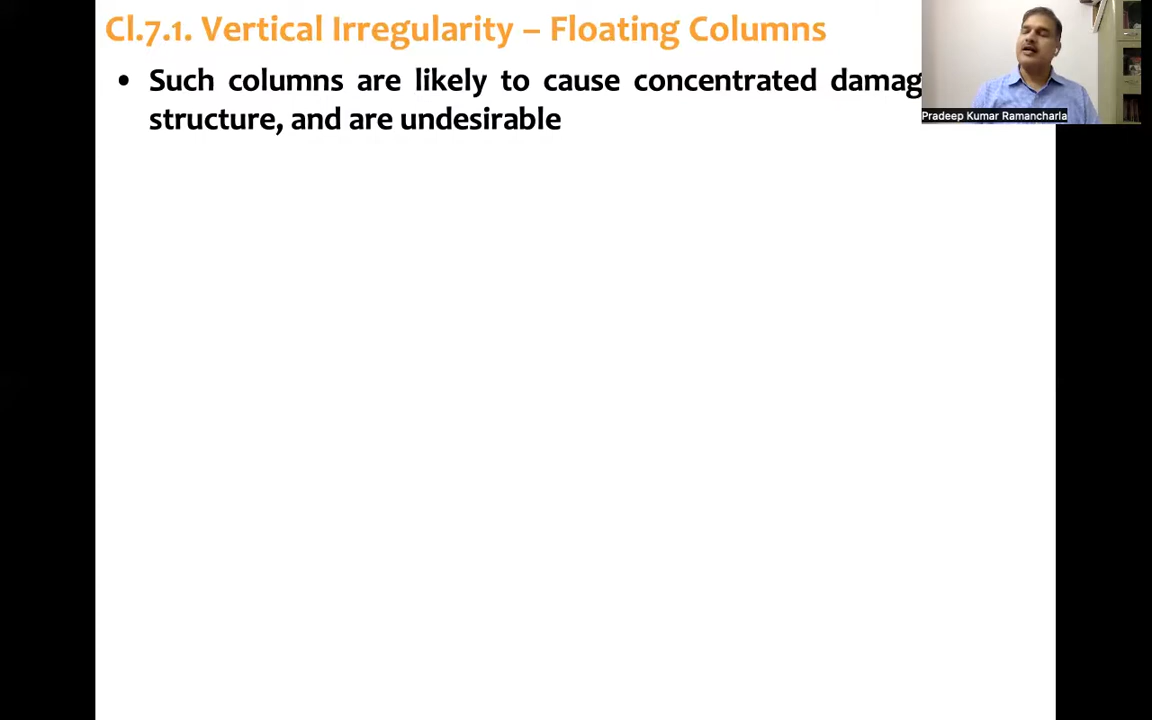 Cl.7.1. Vertical Irregularity – Floating Columns
• Such columns are likely to cause concentrated
structure, and are undesirable
Pradeep Kumar Ramancharla